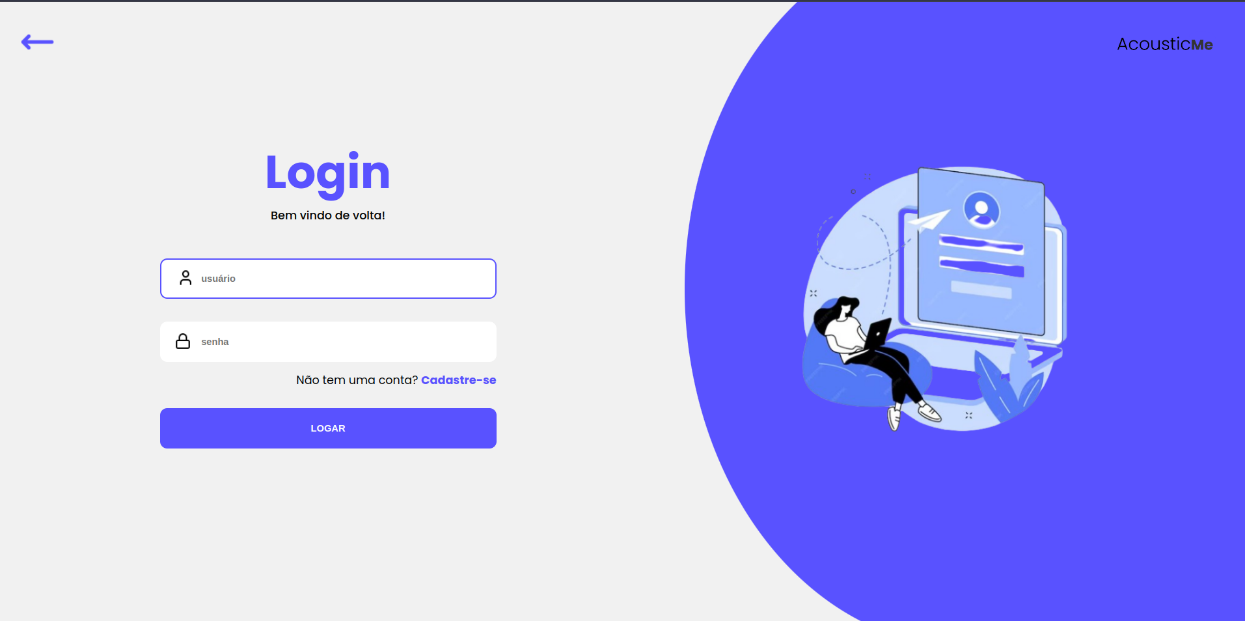 AcousticMe
Login
Bem vindo de volta!
usuário
senha
Não tem uma conta? Cadastre-se
LOGAR